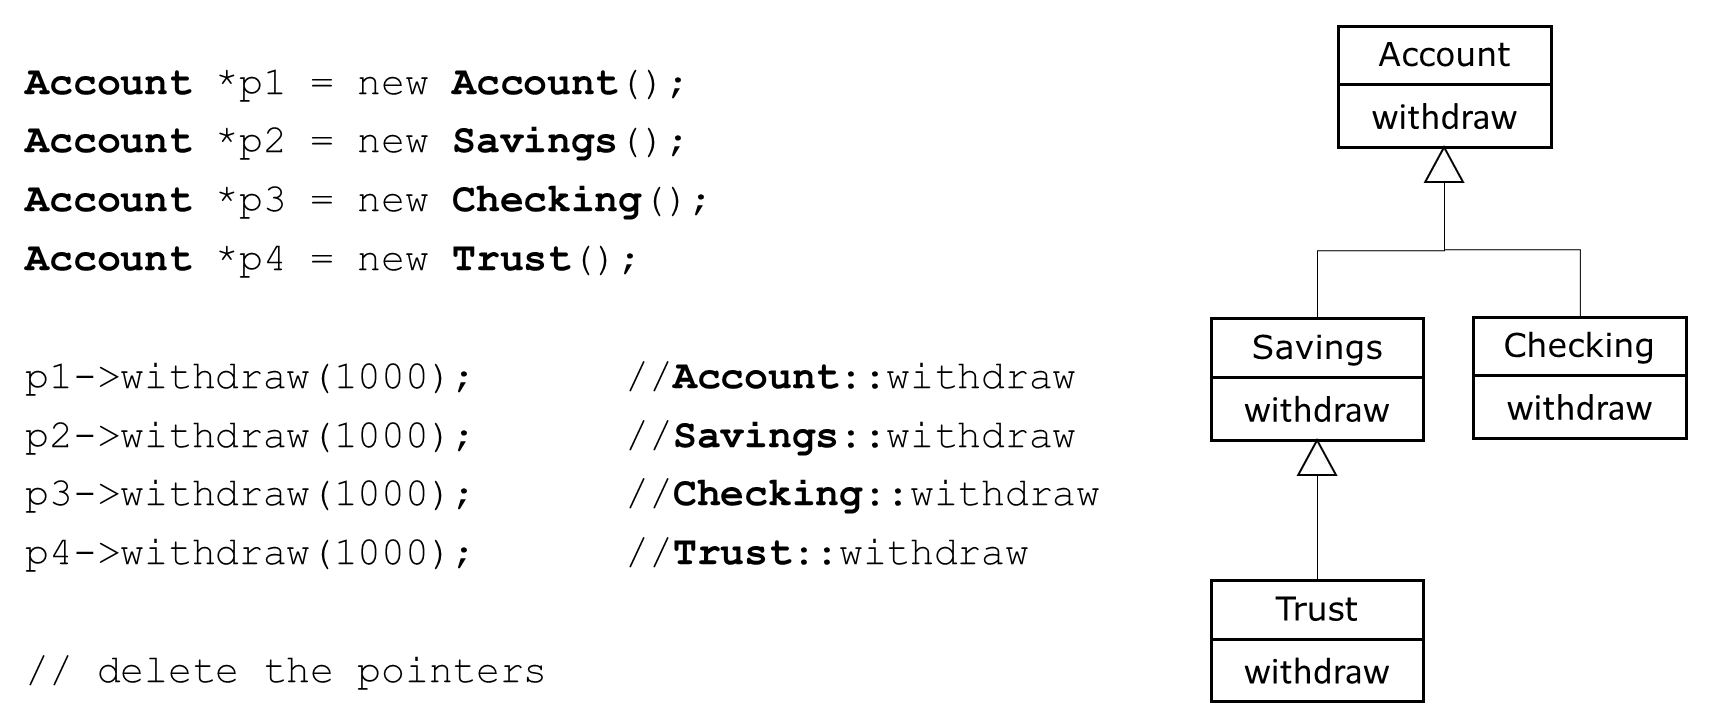 Account *p1 = new Account();
Account *p2 = new Savings();
Account *p3 = new Checking();
Account *p4 = new Trust();
p1->withdraw(1000); //Account::withdraw
p2->withdraw(1000); //Savings::withdraw
p3->withdraw(1000); //Checking::withdraw
p4->withdraw(1000); //Trust::withdraw
// delete the pointers
Account
withdraw
Savings
withdraw
Checking
withdraw
Trust
withdraw